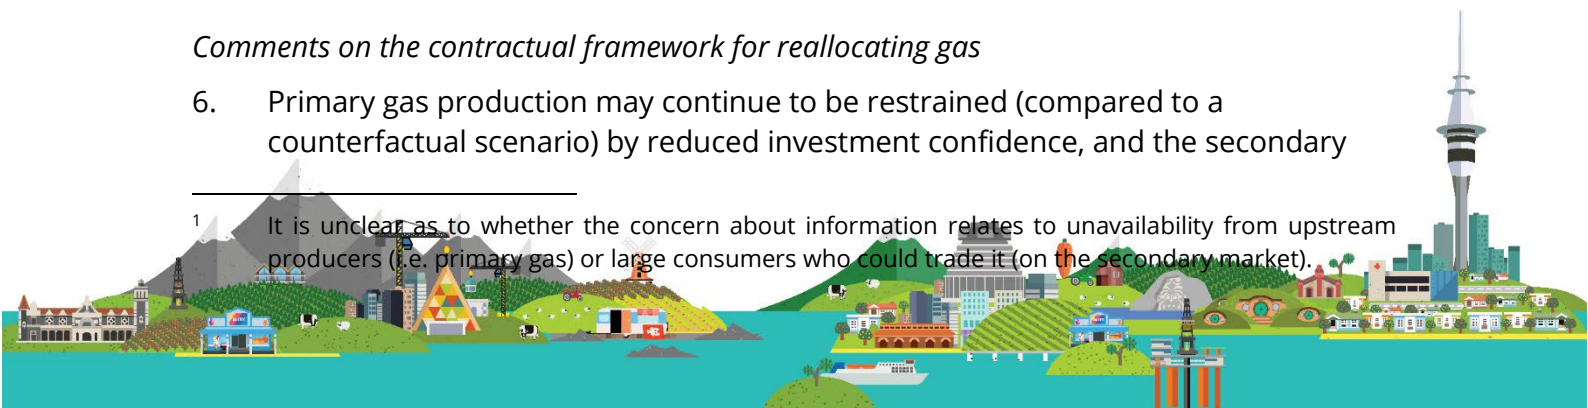 Comments on the contractual framework for reallocating gas
6. Primary gas production may continue to be restrained (compared to a
counterfactual scenario) by reduced investment confidence, and the secondary
1 It is unclear as to whether the concern about information relates to unavailability from upstream
producers (i.e. primary gas) or large consumers who could trade it (on the secondary market).